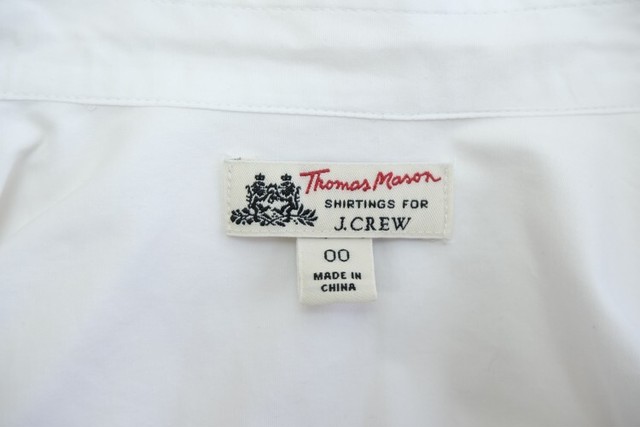 Thomas Mason
SHIRTINGS FOR
J.CREW
00
MADE IN
CHINA